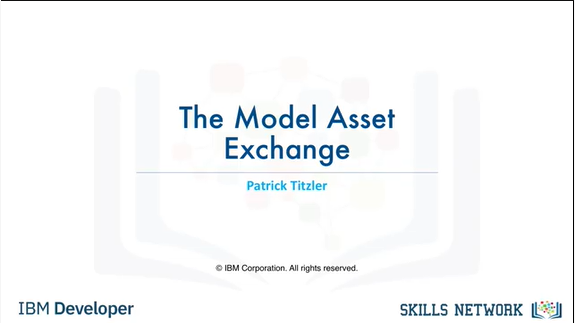 The Model Asset
Exchange
Patrick Titzler
© IBM Corporation. All rights reserved.
IBM Developer
SKILLS NETWORK